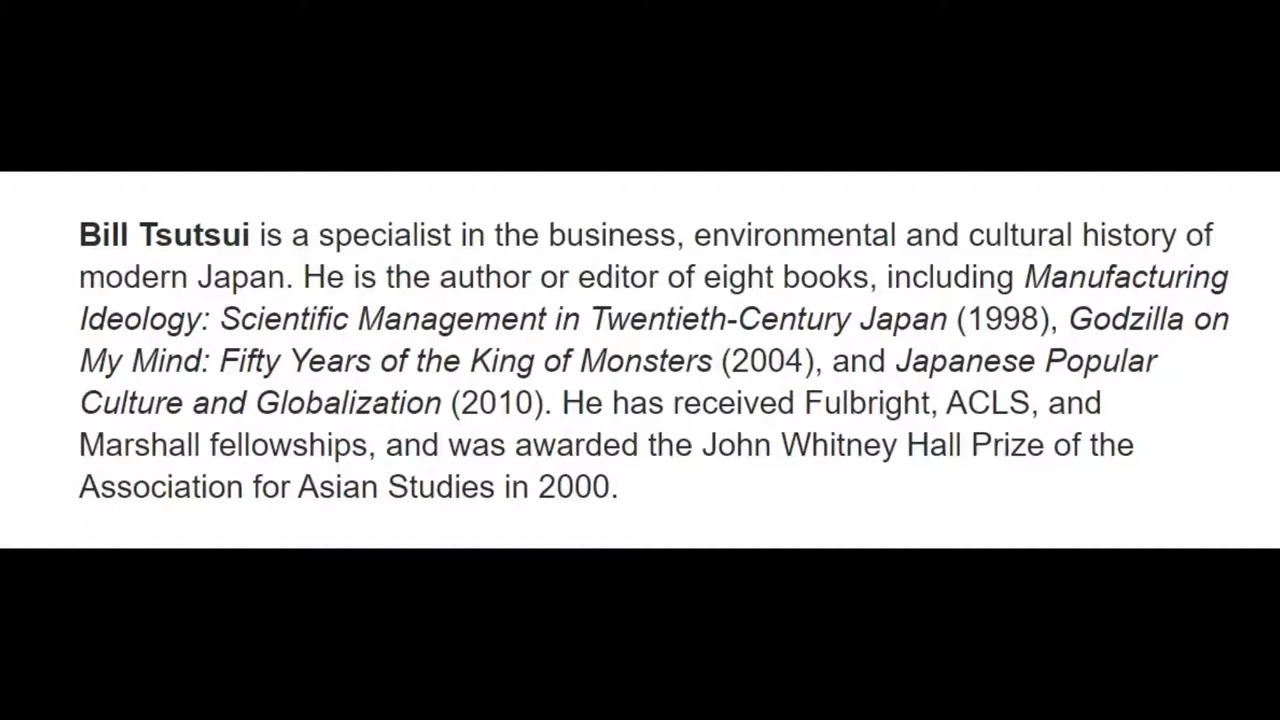 Bill Tsutsui is a specialist in the business, environmental and cultural history of
modern Japan. He is the author or editor of eight books, including Manufacturing
Ideology: Scientific Management in Twentieth-Century Japan (1998), Godzilla on
My Mind: Fifty Years of the King of Monsters (2004), and Japanese Popular
Culture and Globalization (2010). He has received Fulbright, ACLS, and
Marshall fellowships, and was awarded the John Whitney Hall Prize of the
Association for Asian Studies in 2000.